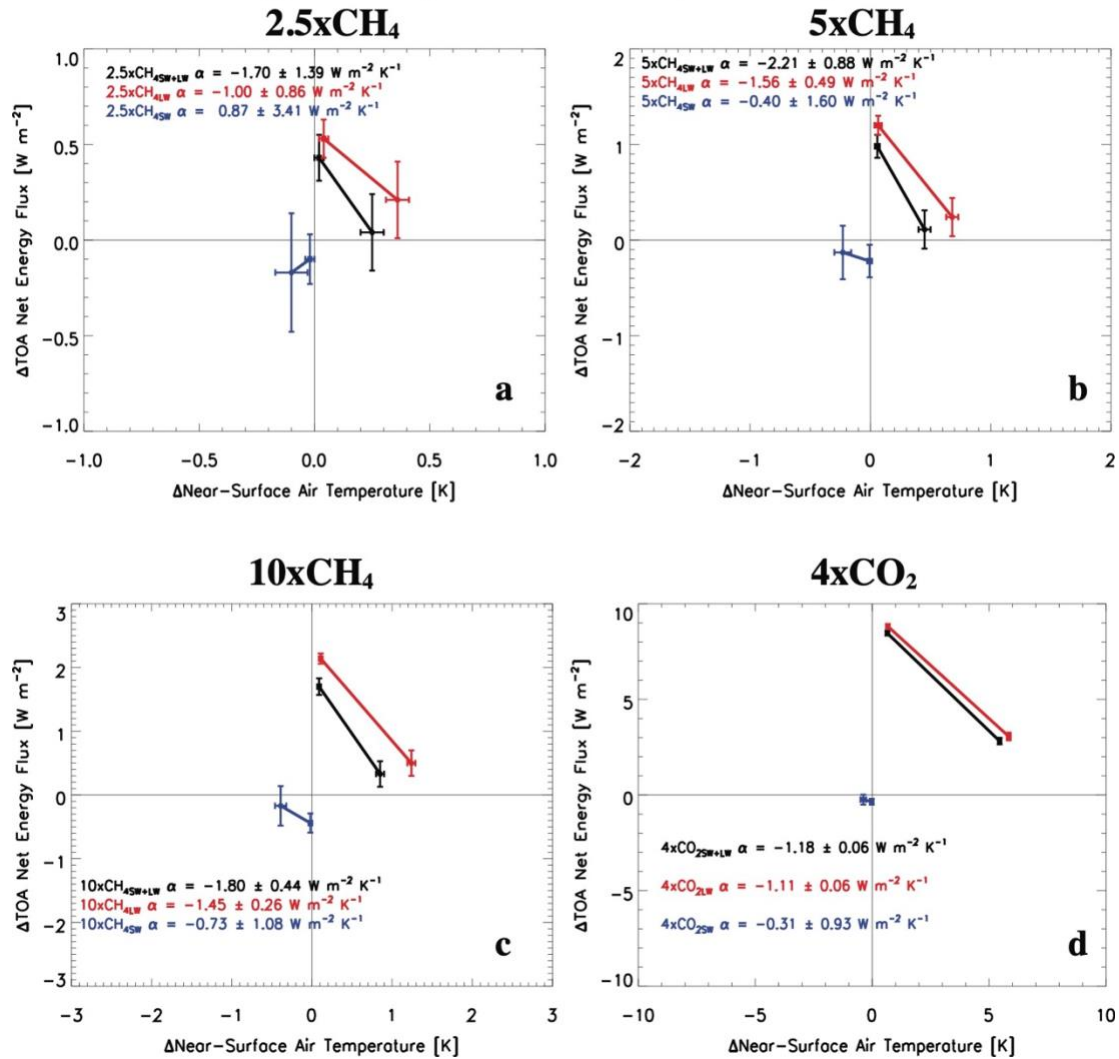 2.5xCH₄
1.0
0.5
0.0
−0.5
−1.0
ΔTOA Net Energy Flux [W m⁻²]
2.5xCH₄SW+LW α = −1.70 ± 1.39 W m⁻² K⁻¹
2.5xCH₄LW α = −1.00 ± 0.86 W m⁻² K⁻¹
2.5xCH₄SW α = 0.87 ± 3.41 W m⁻² K⁻¹
a
−1.0 −0.5 0.0 0.5 1.0
ΔNear−Surface Air Temperature [K]
5xCH₄
2
1
0
−1
−2
ΔTOA Net Energy Flux [W m⁻²]
5xCH₄SW+LW α = −2.21 ± 0.88 W m⁻² K⁻¹
5xCH₄LW α = −1.56 ± 0.49 W m⁻² K⁻¹
5xCH₄SW α = −0.40 ± 1.60 W m⁻² K⁻¹
b
−2 −1 0 1 2
ΔNear−Surface Air Temperature [K]
10xCH₄
3
2
1
0
−1
−2
−3
ΔTOA Net Energy Flux [W m⁻²]
10xCH₄SW+LW α = −1.80 ± 0.44 W m⁻² K⁻¹
10xCH₄LW α = −1.45 ± 0.26 W m⁻² K⁻¹
10xCH₄SW α = −0.73 ± 1.08 W m⁻² K⁻¹
c
−3 −2 −1 0 1 2 3
ΔNear−Surface Air Temperature [K]
4xCO₂
10
5
0
−5
−10
ΔTOA Net Energy Flux [W m⁻²]
4xCO₂SW+LW α = −1.18 ± 0.06 W m⁻² K⁻¹
4xCO₂LW α = −1.11 ± 0.06 W m⁻² K⁻¹
4xCO₂SW α = −0.31 ± 0.93 W m⁻² K⁻¹
d
−10 −5 0 5 10
ΔNear−Surface Air Temperature [K]